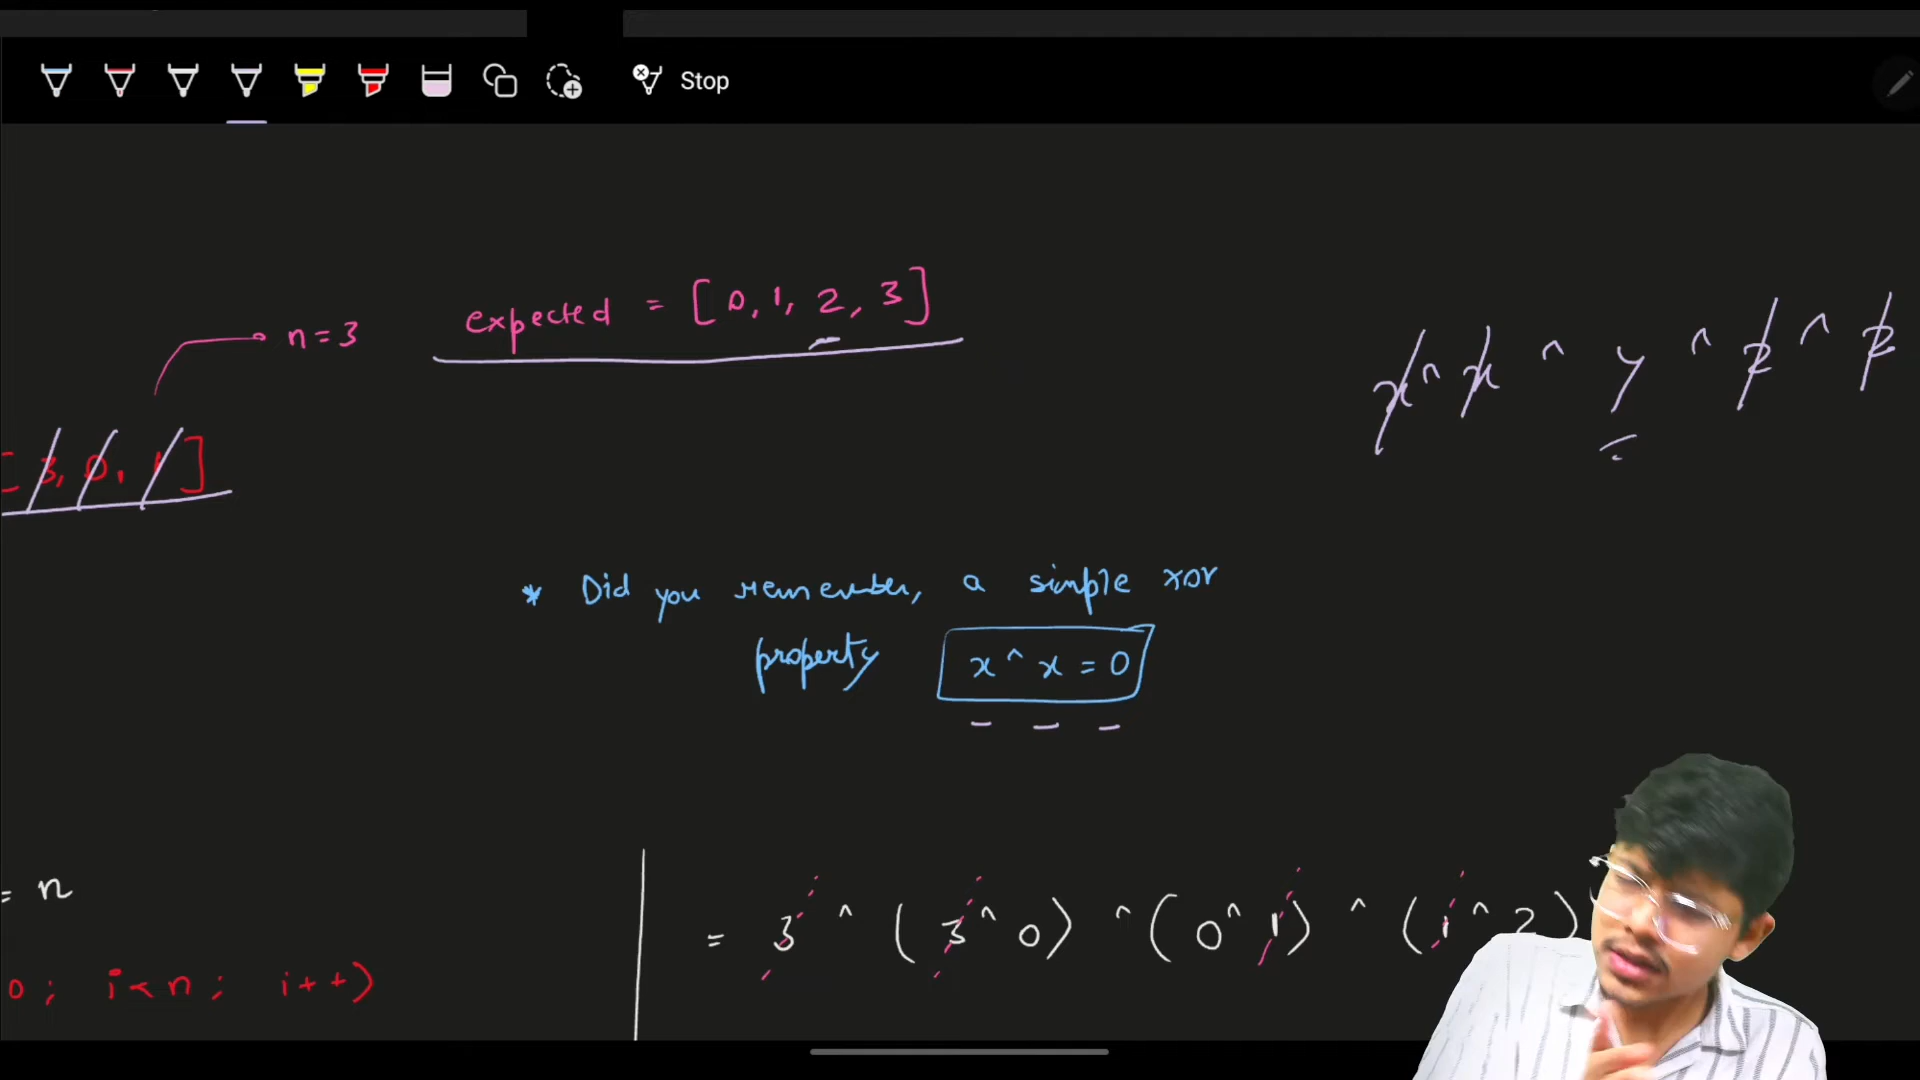 Stop
expected = [0, 1, 2, 3]
n = 3
x ^ x ^ y ^ z ^ z
[ 3, 0, 1 ]
* Did you remember, a simple xor
property x ^ x = 0
= n
= 3 ^ ( 3 ^ 0 ) ^ ( 0 ^ 1 ) ^ ( 1 ^ 2 )
0 ; i < n ; i + + )